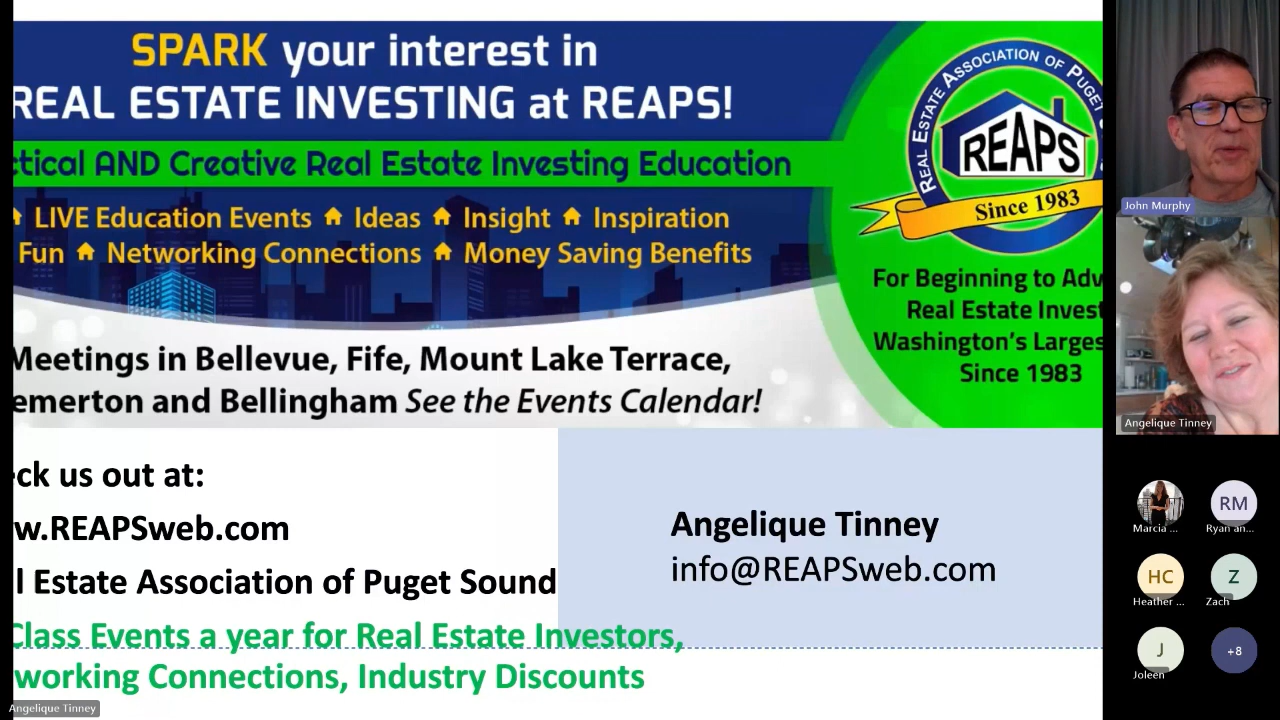 SPARK your interest in
REAL ESTATE INVESTING at REAPS!
ctical AND Creative Real Estate Investing Education
LIVE Education Events Ideas Insight Inspiration
Fun Networking Connections Money Saving Benefits
Meetings in Bellevue, Fife, Mount Lake Terrace,
emerton and Bellingham See the Events Calendar!
REAL ESTATE ASSOCIATION OF PUGET
REAPS
Since 1983
For Beginning to Adv
Real Estate Invest
Washington's Larges
Since 1983
ck us out at:
w.REAPSweb.com
l Estate Association of Puget Sound
Class Events a year for Real Estate Investors,
working Connections, Industry Discounts
Angelique Tinney
info@REAPSweb.com
Angelique Tinney
John Murphy
Angelique Tinney
Marcia ...
RM
Ryan an...
HC
Heather ...
Z
Zach
J
Joleen
+8